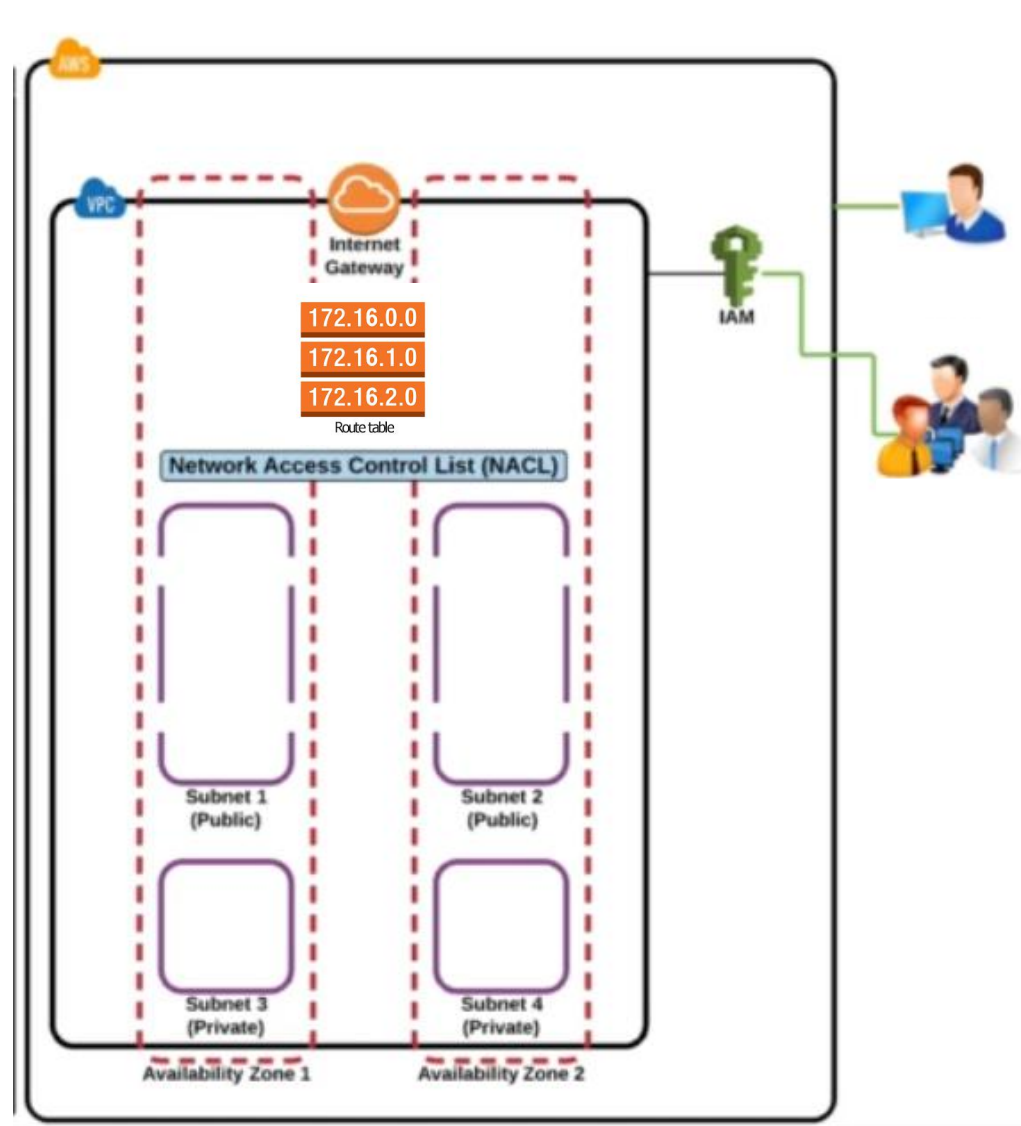 AWS
VPC
Internet
Gateway
172.16.0.0
172.16.1.0
172.16.2.0
Route table
IAM
Network Access Control List (NACL)
Subnet 1
(Public)
Subnet 2
(Public)
Subnet 3
(Private)
Subnet 4
(Private)
Availability Zone 1
Availability Zone 2